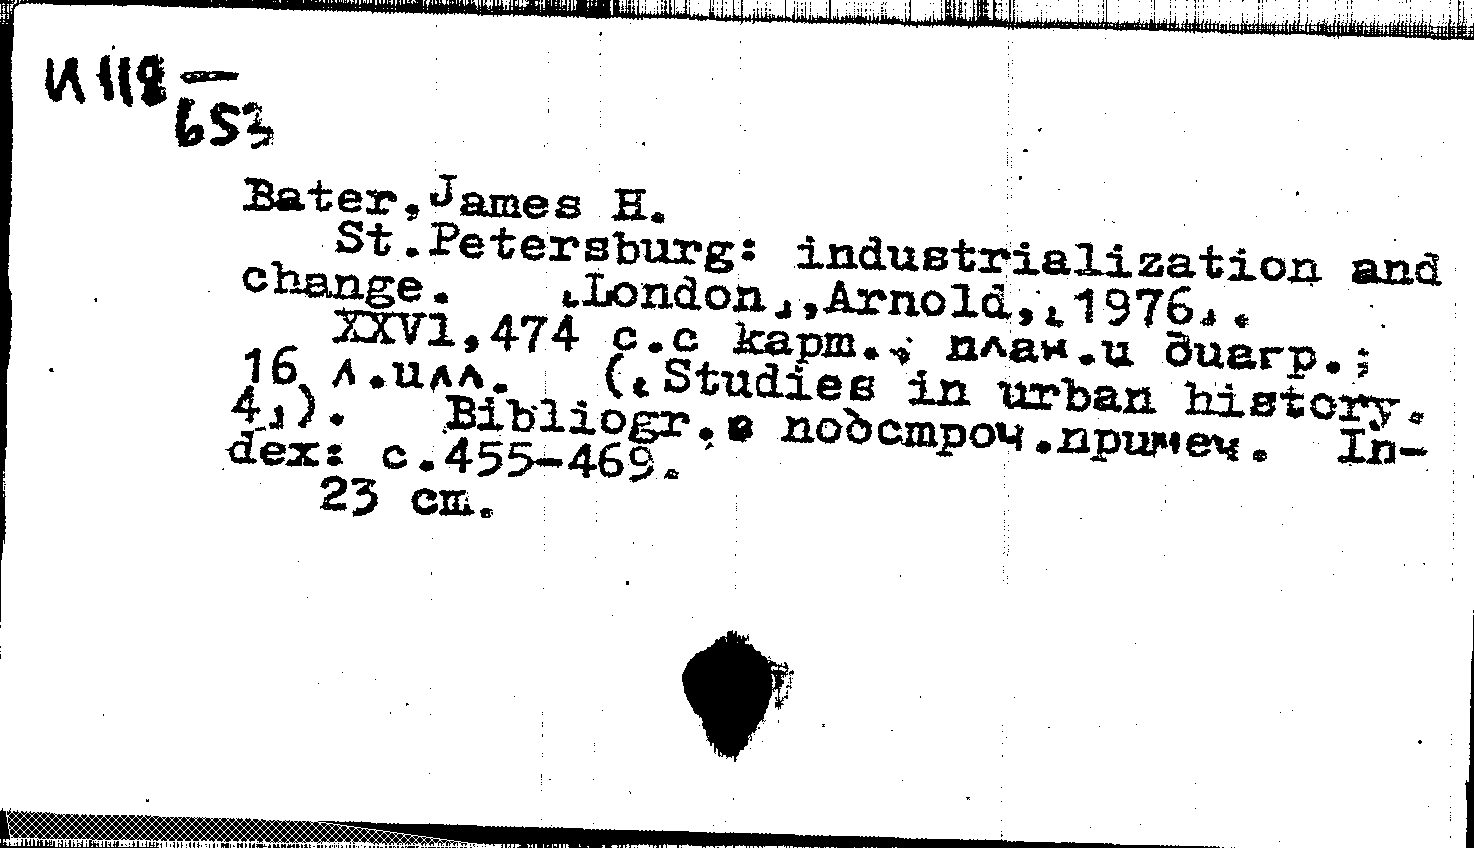 И 118 —
653
Bater, James H.
St.Petersburg: industrialization and
change. [London],Arnold,[1976].
XXVI,474 с.с карт., план.и диагр.;
16 л.илл. ([Studies in urban history.
4]). Bibliogr.в подстроч.примеч. In-
dex: c.455-469.
23 cm.